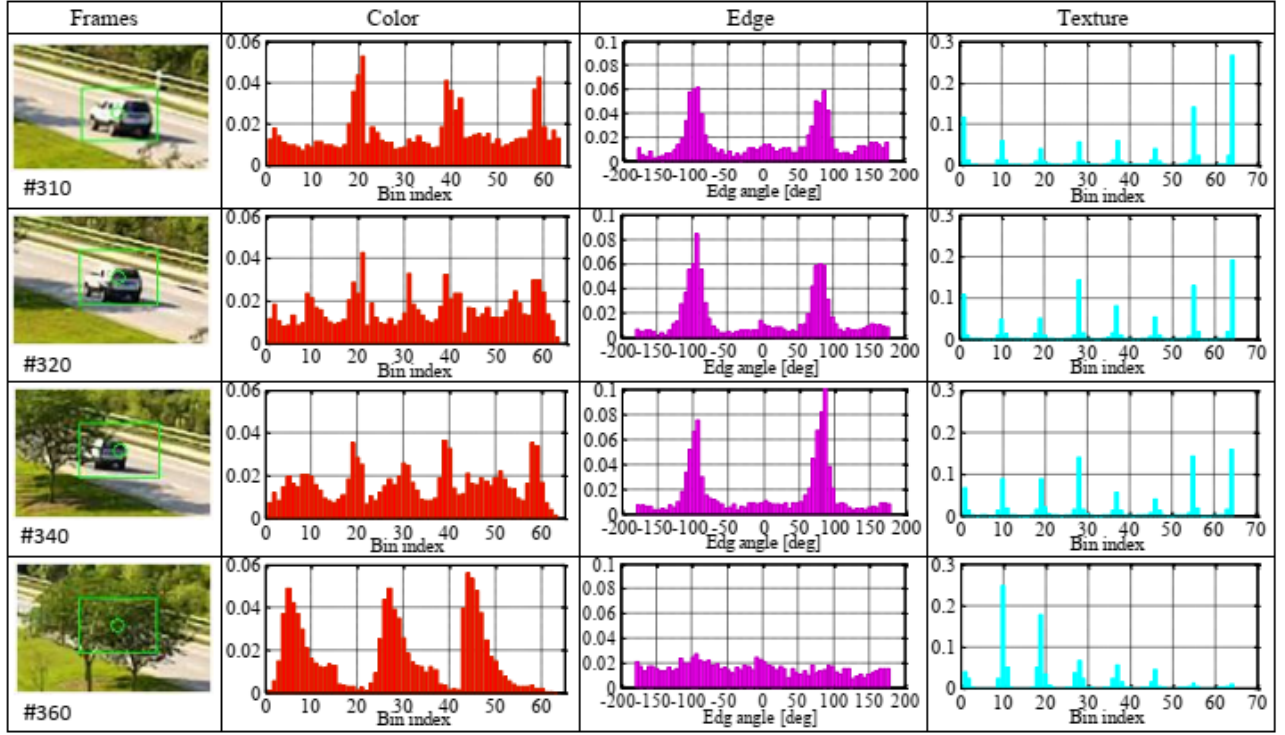 Frames Color Edge Texture
0.06 0.04 0.02 0
0 10 20 30 40 50 60
Bin index
0.1 0.08 0.06 0.04 0.02 0
-200-150-100 -50 0 50 100 150 200
Edg angle [deg]
0.3 0.2 0.1 0
0 10 20 30 40 50 60 70
Bin index
#310
0.06 0.04 0.02 0
0 10 20 30 40 50 60
Bin index
0.1 0.08 0.06 0.04 0.02 0
-200-150-100 -50 0 50 100 150 200
Edg angle [deg]
0.3 0.2 0.1 0
0 10 20 30 40 50 60 70
Bin index
#320
0.06 0.04 0.02 0
0 10 20 30 40 50 60
Bin index
0.1 0.08 0.06 0.04 0.02 0
-200-150-100 -50 0 50 100 150 200
Edg angle [deg]
0.3 0.2 0.1 0
0 10 20 30 40 50 60 70
Bin index
#340
0.06 0.04 0.02 0
0 10 20 30 40 50 60
Bin index
0.1 0.08 0.06 0.04 0.02 0
-200-150-100 -50 0 50 100 150 200
Edg angle [deg]
0.3 0.2 0.1 0
0 10 20 30 40 50 60 70
Bin index
#360